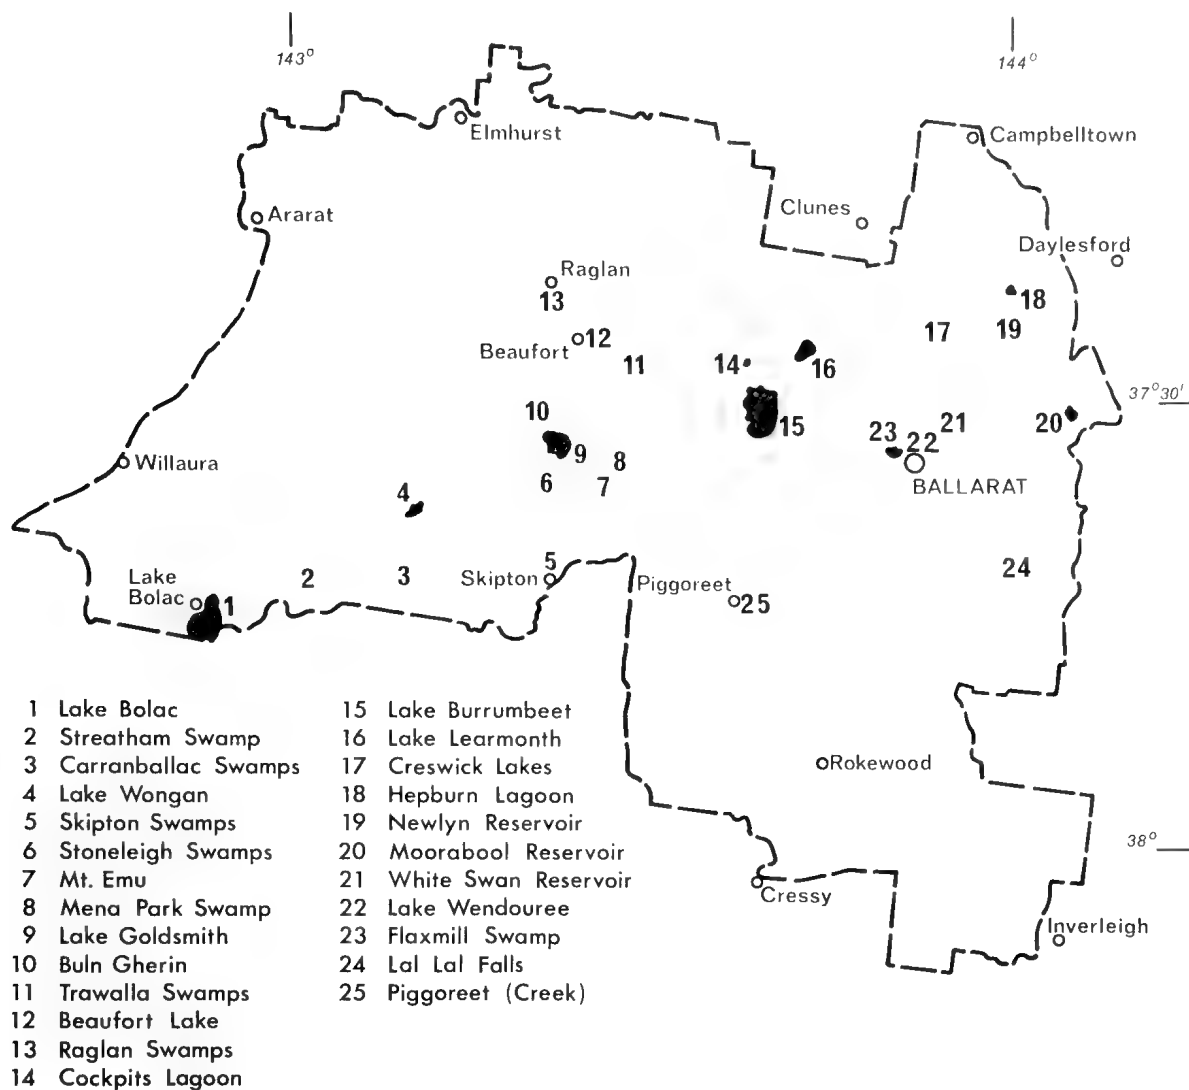 143°
144°
Elmhurst
Campbelltown
Ararat
Clunes
Daylesford
Raglan
13
18
17
19
Beaufort
12
11
14
16
37°30'
10
15
20
21
23
22
9
8
Willaura
6
7
BALLARAT
4
5
24
2
3
Skipton
Piggoreet
25
Lake
Bolac
1
Rokewood
38°
Cressy
Inverleigh
1 Lake Bolac
2 Streatham Swamp
3 Carranballac Swamps
4 Lake Wongan
5 Skipton Swamps
6 Stoneleigh Swamps
7 Mt. Emu
8 Mena Park Swamp
9 Lake Goldsmith
10 Buln Gherin
11 Trawalla Swamps
12 Beaufort Lake
13 Raglan Swamps
14 Cockpits Lagoon
15 Lake Burrumbeet
16 Lake Learmonth
17 Creswick Lakes
18 Hepburn Lagoon
19 Newlyn Reservoir
20 Moorabool Reservoir
21 White Swan Reservoir
22 Lake Wendouree
23 Flaxmill Swamp
24 Lal Lal Falls
25 Piggoreet (Creek)